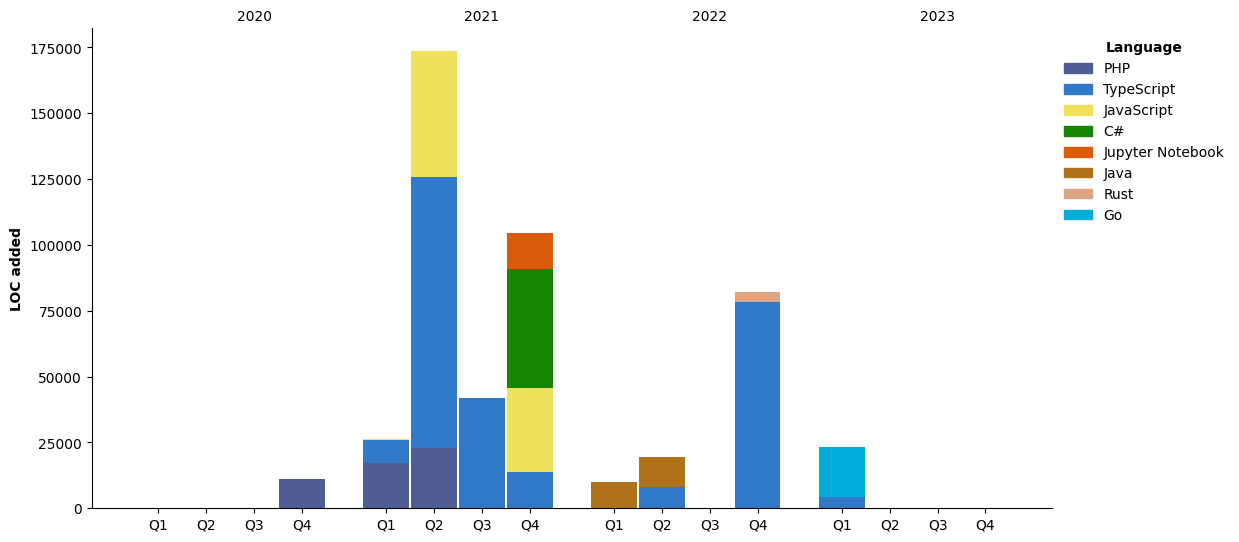 2020 2021 2022 2023
175000
150000
125000
100000
75000
50000
25000
0
LOC added
Q1 Q2 Q3 Q4 Q1 Q2 Q3 Q4 Q1 Q2 Q3 Q4 Q1 Q2 Q3 Q4
Language
PHP
TypeScript
JavaScript
C#
Jupyter Notebook
Java
Rust
Go